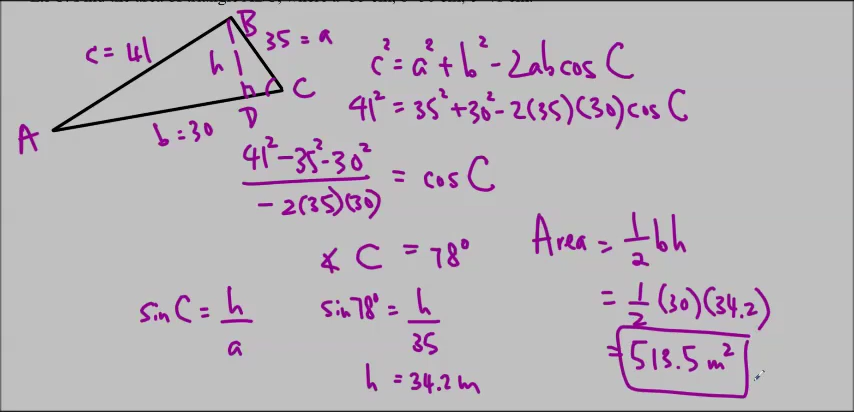 B
c = 41
35 = a
h
C
D
A
b = 30
c² = a² + b² - 2ab cos C
41² = 35² + 30² - 2(35)(30) cos C
41² - 35² - 30² / -2(35)(30) = cos C
∢ C = 78°
sin C = h / a
sin 78° = h / 35
h = 34.2 m
Area = 1/2 bh
= 1/2 (30)(34.2)
= 513.5 m²